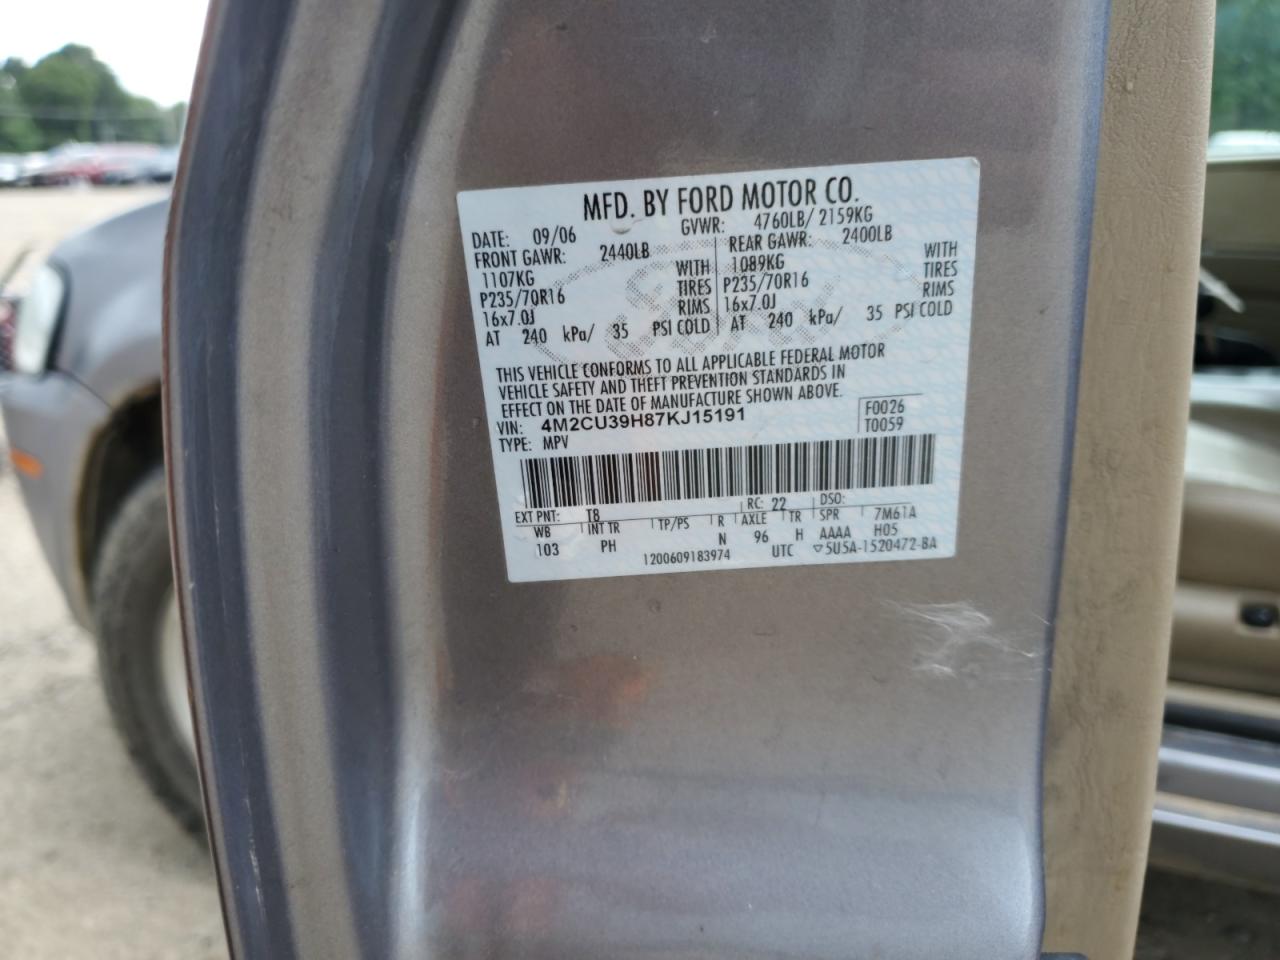 MFD. BY FORD MOTOR CO.
DATE: 09/06 GVWR: 4760LB/ 2159KG
FRONT GAWR: 2440LB REAR GAWR: 2400LB
1107KG WITH 1089KG WITH
P235/70R16 TIRES P235/70R16 TIRES
16x7.0J RIMS 16x7.0J RIMS
AT 240 kPa/ 35 PSI COLD AT 240 kPa/ 35 PSI COLD
THIS VEHICLE CONFORMS TO ALL APPLICABLE FEDERAL MOTOR
VEHICLE SAFETY AND THEFT PREVENTION STANDARDS IN
EFFECT ON THE DATE OF MANUFACTURE SHOWN ABOVE.
VIN: 4M2CU39H87KJ15191 F0026
TYPE: MPV T0059
EXT PNT: T8 RC: 22 DSO:
WB INT TR TP/PS R AXLE TR SPR 7M61A
103 PH N 96 H AAAA H05
1200609183974 UTC ▽5U5A-1520472-BA